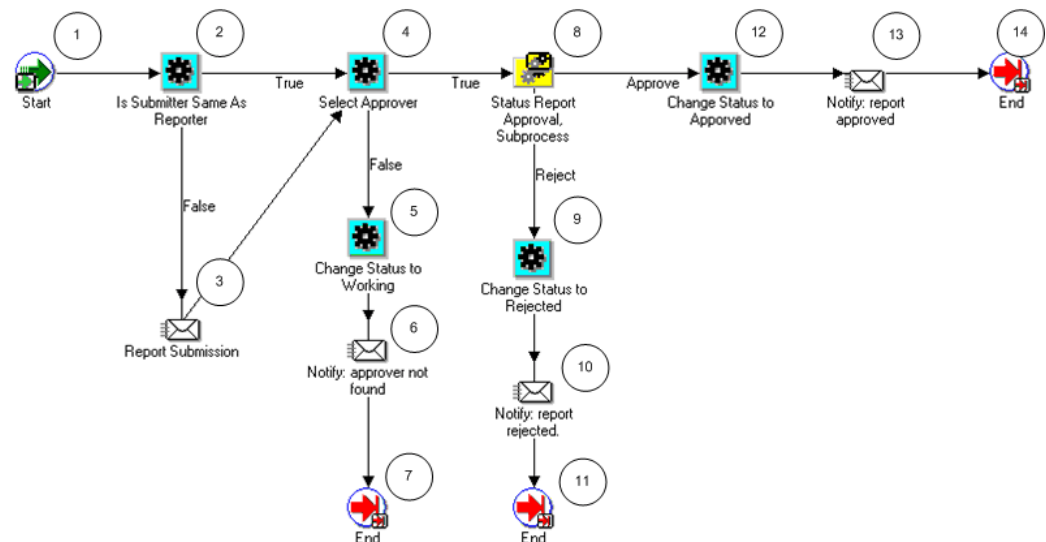 1
2
4
8
12
13
14
Start
Is Submitter Same As
Reporter
True
Select Approver
True
Status Report
Approval,
Subprocess
Approve
Change Status to
Apporved
Notify: report
approved
End
False
False
Reject
5
9
3
Change Status to
Working
Change Status to
Rejected
Report Submission
6
10
Notify: approver not
found
Notify: report
rejected.
7
11
End
End